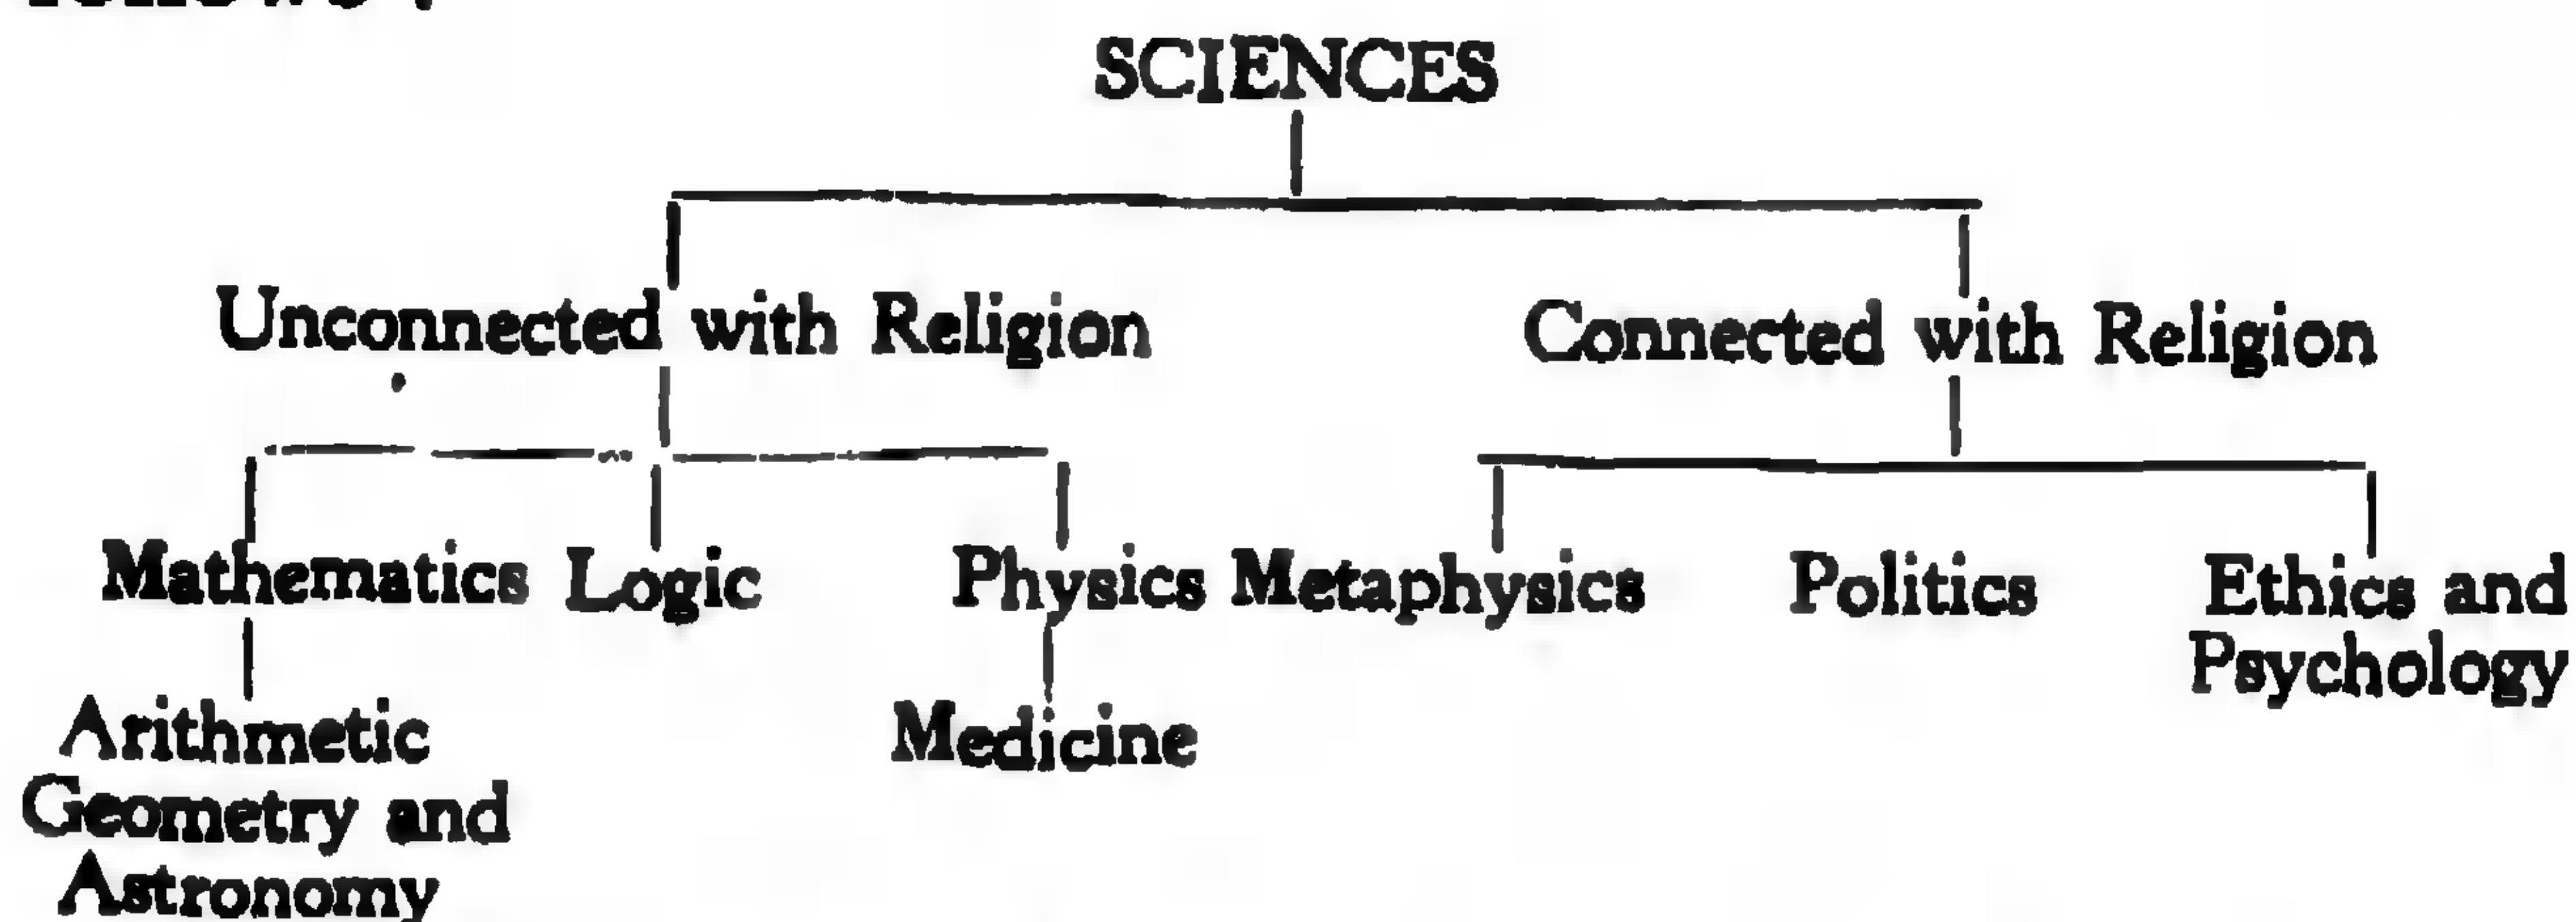 SCIENCES
Unconnected with Religion Connected with Religion
Mathematics Logic Physics Metaphysics Politics Ethics and
Psychology
Arithmetic Medicine
Geometry and
Astronomy